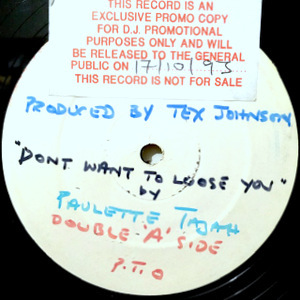 THIS RECORD IS AN
EXCLUSIVE PROMO COPY
FOR D.J. PROMOTIONAL
PURPOSES ONLY AND WILL
BE RELEASED TO THE GENERAL
PUBLIC ON 17/10/93
THIS RECORD IS NOT FOR SALE
PRODUCED BY TEX JOHNSON
"DONT WANT TO LOOSE YOU"
by
PAULETTE TAJAH
DOUBLE 'A' SIDE
P.T.O